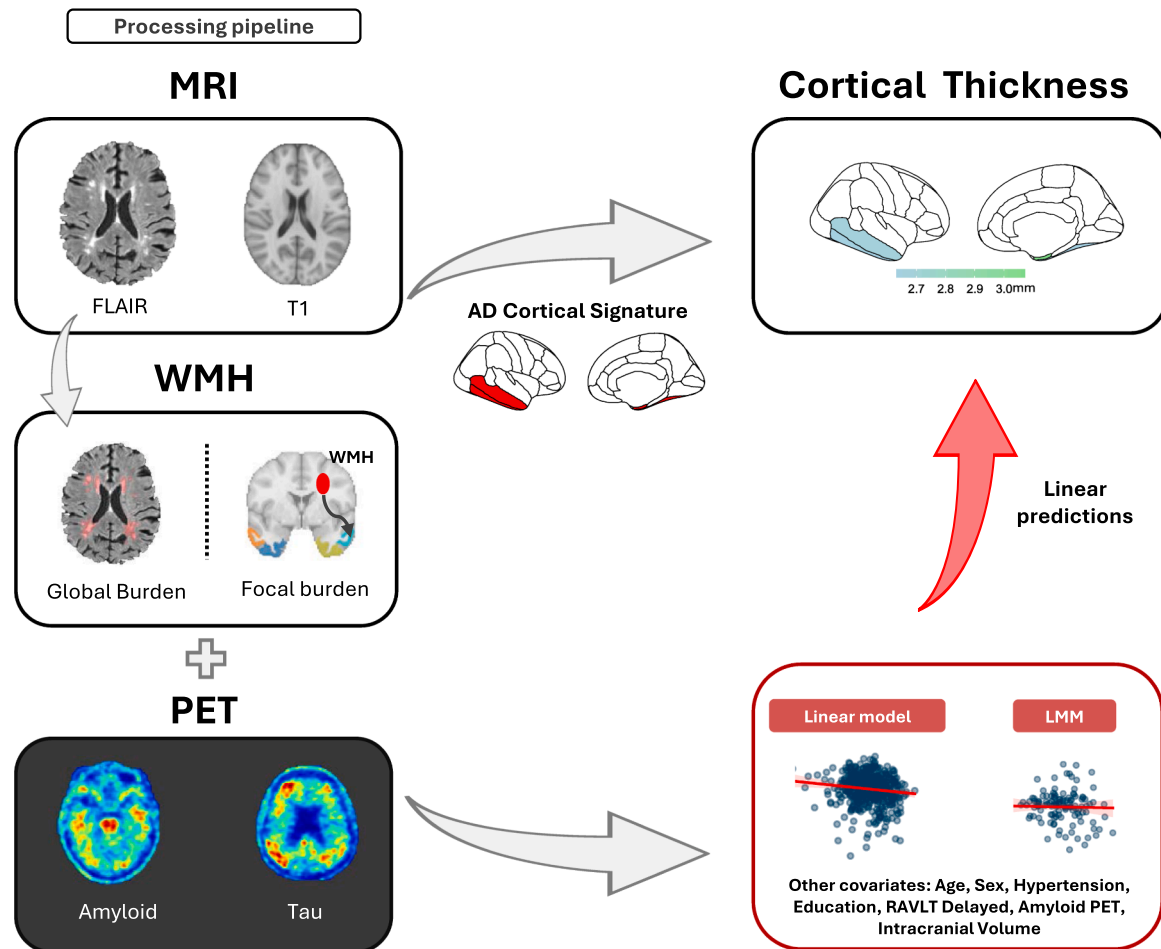 Processing pipeline
MRI
FLAIR
T1
Cortical Thickness
2.7 2.8 2.9 3.0mm
AD Cortical Signature
WMH
WMH
Global Burden
Focal burden
Linear
predictions
PET
Amyloid
Tau
Linear model
LMM
Other covariates: Age, Sex, Hypertension,
Education, RAVLT Delayed, Amyloid PET,
Intracranial Volume